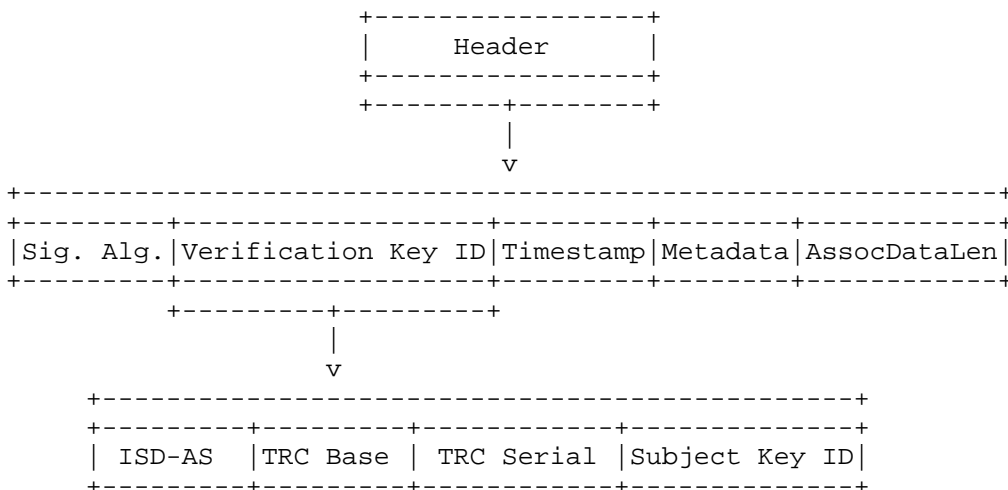 Header
v
Sig. Alg.|Verification Key ID|Timestamp|Metadata|AssocDataLen
v
ISD-AS |TRC Base | TRC Serial |Subject Key ID